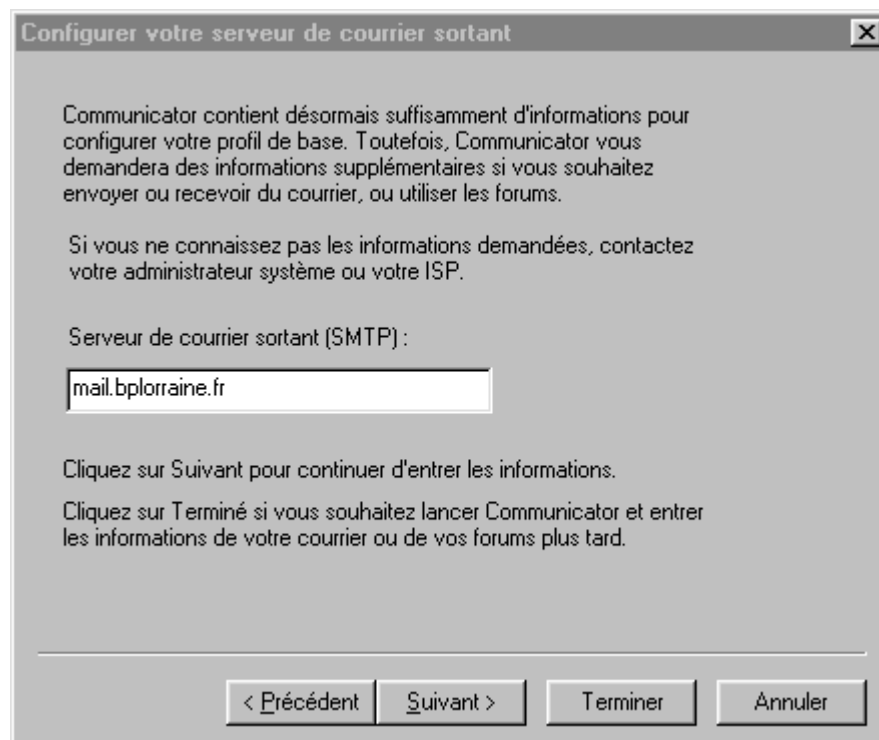 Configurer votre serveur de courrier sortant
Communicator contient désormais suffisamment d'informations pour
configurer votre profil de base. Toutefois, Communicator vous
demandera des informations supplémentaires si vous souhaitez
envoyer ou recevoir du courrier, ou utiliser les forums.
Si vous ne connaissez pas les informations demandées, contactez
votre administrateur système ou votre ISP.
Serveur de courrier sortant (SMTP) :
mail.bplorraine.fr
Cliquez sur Suivant pour continuer d'entrer les informations.
Cliquez sur Terminé si vous souhaitez lancer Communicator et entrer
les informations de votre courrier ou de vos forums plus tard.
< Précédent Suivant > Terminer Annuler